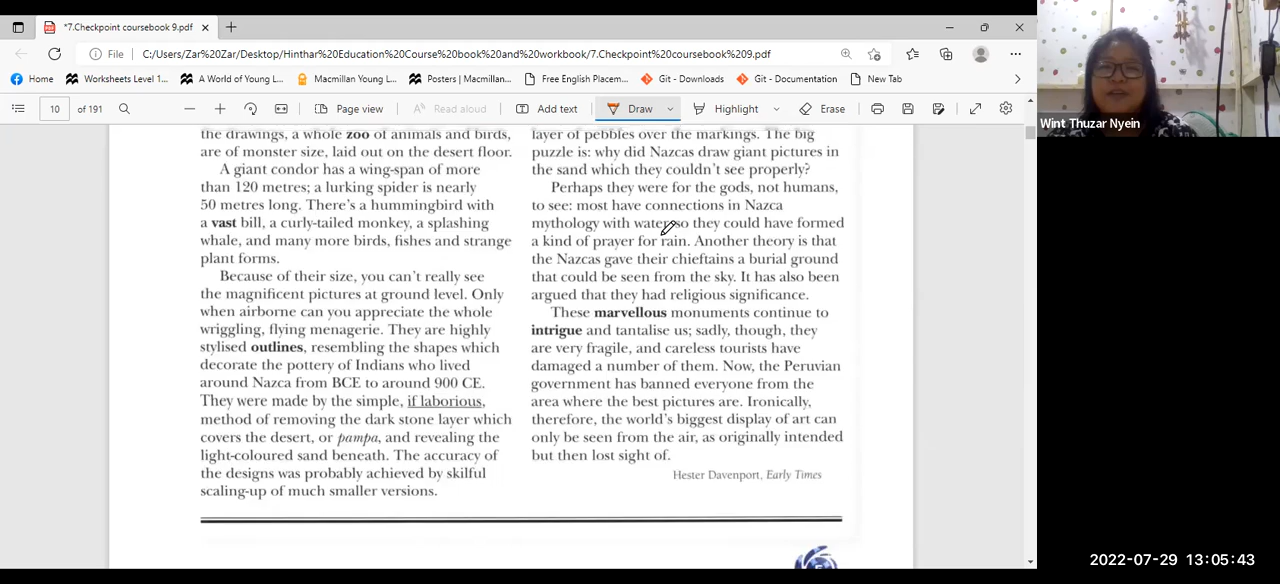 *7.Checkpoint coursebook 9.pdf
File
C:/Users/Zar%20Zar/Desktop/Hinthar%20Education%20Course%20book%20and%20workbook/7.Checkpoint%20coursebook%209.pdf
Home
Worksheets Level 1...
A World of Young L...
Macmillan Young L...
Posters | Macmillan...
Free English Placem...
Git - Downloads
Git - Documentation
New Tab
10 of 191
Page view
Read aloud
Add text
Draw
Highlight
Erase
Wint Thuzar Nyein
the drawings, a whole zoo of animals and birds,
are of monster size, laid out on the desert floor.
A giant condor has a wing-span of more
than 120 metres; a lurking spider is nearly
50 metres long. There's a hummingbird with
a vast bill, a curly-tailed monkey, a splashing
whale, and many more birds, fishes and strange
plant forms.
Because of their size, you can't really see
the magnificent pictures at ground level. Only
when airborne can you appreciate the whole
wriggling, flying menagerie. They are highly
stylised outlines, resembling the shapes which
decorate the pottery of Indians who lived
around Nazca from BCE to around 900 CE.
They were made by the simple, if laborious,
method of removing the dark stone layer which
covers the desert, or pampa, and revealing the
light-coloured sand beneath. The accuracy of
the designs was probably achieved by skilful
scaling-up of much smaller versions.
layer of pebbles over the markings. The big
puzzle is: why did Nazcas draw giant pictures in
the sand which they couldn't see properly?
Perhaps they were for the gods, not humans,
to see: most have connections in Nazca
mythology with water, so they could have formed
a kind of prayer for rain. Another theory is that
the Nazcas gave their chieftains a burial ground
that could be seen from the sky. It has also been
argued that they had religious significance.
These marvellous monuments continue to
intrigue and tantalise us; sadly, though, they
are very fragile, and careless tourists have
damaged a number of them. Now, the Peruvian
government has banned everyone from the
area where the best pictures are. Ironically,
therefore, the world's biggest display of art can
only be seen from the air, as originally intended
but then lost sight of.
Hester Davenport, Early Times
2022-07-29 13:05:43